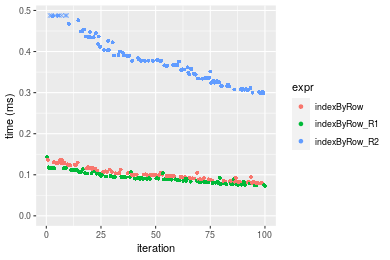 0.5
0.4
0.3
0.2
0.1
0.0
time (ms)
0
25
50
75
100
iteration
expr
indexByRow
indexByRow_R1
indexByRow_R2